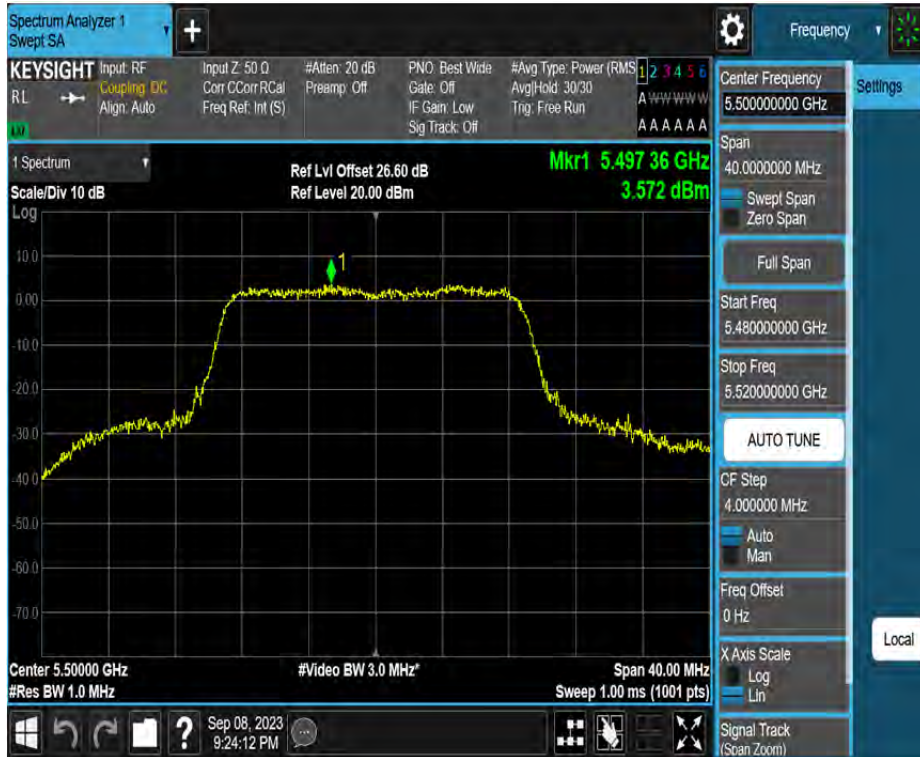 Spectrum Analyzer 1
Swept SA
Frequency
KEYSIGHT
RL
LXI
Input: RF
Coupling: DC
Align: Auto
Input Z: 50 Ω
Corr CCorr RCal
Freq Ref: Int (S)
#Atten: 20 dB
Preamp: Off
PNO: Best Wide
Gate: Off
IF Gain: Low
Sig Track: Off
#Avg Type: Power (RMS
Avg|Hold: 30/30
Trig: Free Run
1 2 3 4 5 6
A W W W W W
A A A A A A
Center Frequency
5.500000000 GHz
Settings
Span
40.0000000 MHz
Swept Span
Zero Span
Full Span
Start Freq
5.480000000 GHz
Stop Freq
5.520000000 GHz
AUTO TUNE
CF Step
4.000000 MHz
Auto
Man
Freq Offset
0 Hz
X Axis Scale
Log
Lin
Local
Signal Track
(Span Zoom)
1 Spectrum
Scale/Div 10 dB
Ref Lvl Offset 26.60 dB
Ref Level 20.00 dBm
Mkr1 5.497 36 GHz
3.572 dBm
Log
10.0
1
0.00
-10.0
-20.0
-30.0
-40.0
-50.0
-60.0
-70.0
Center 5.50000 GHz
#Video BW 3.0 MHz*
Span 40.00 MHz
#Res BW 1.0 MHz
Sweep 1.00 ms (1001 pts)
?
Sep 08, 2023
9:24:12 PM